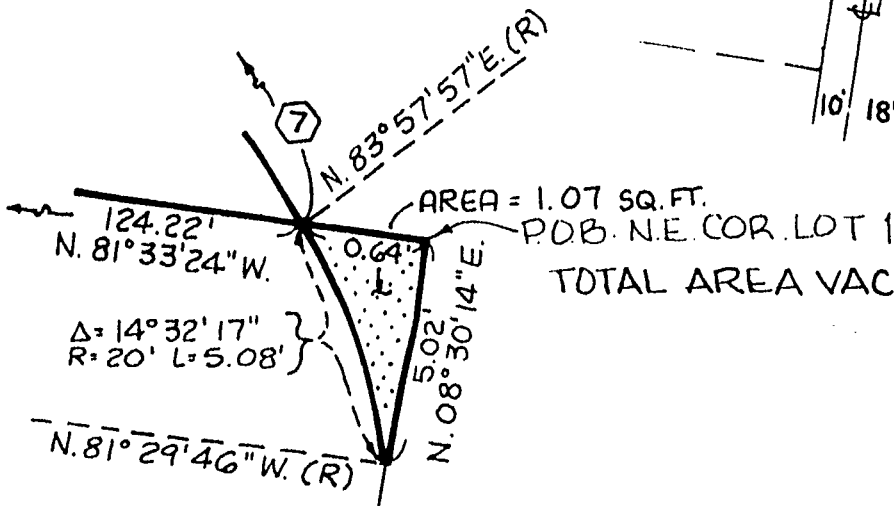 10' 18'
7
N. 83°57'57"E. (R)
AREA = 1.07 SQ.FT.
P.O.B. N.E. COR. LOT 1
TOTAL AREA VAC
124.22'
N. 81°33'24"W.
0.64'
5.02'
N. 08°30'14"E.
Δ= 14°32'17"
R= 20' L= 5.08'
N. 81°29'46"W. (R)